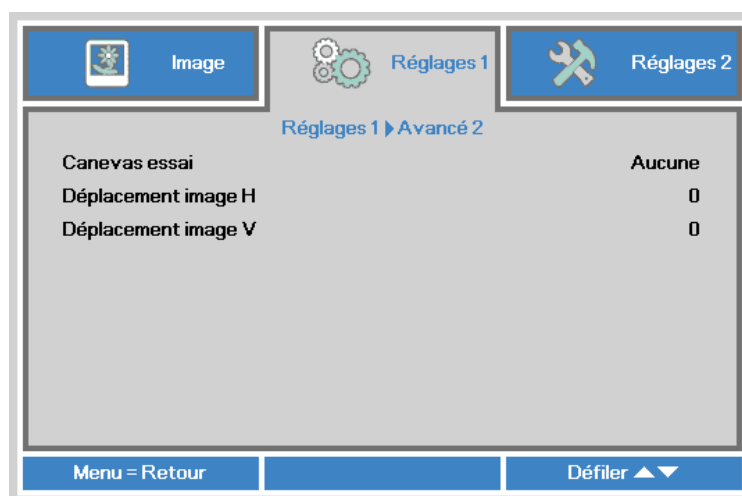 Image
Réglages 1
Réglages 2
Réglages 1 ▶ Avancé 2
Canevas essai Aucune
Déplacement image H 0
Déplacement image V 0
Menu = Retour
Défiler ▲▼